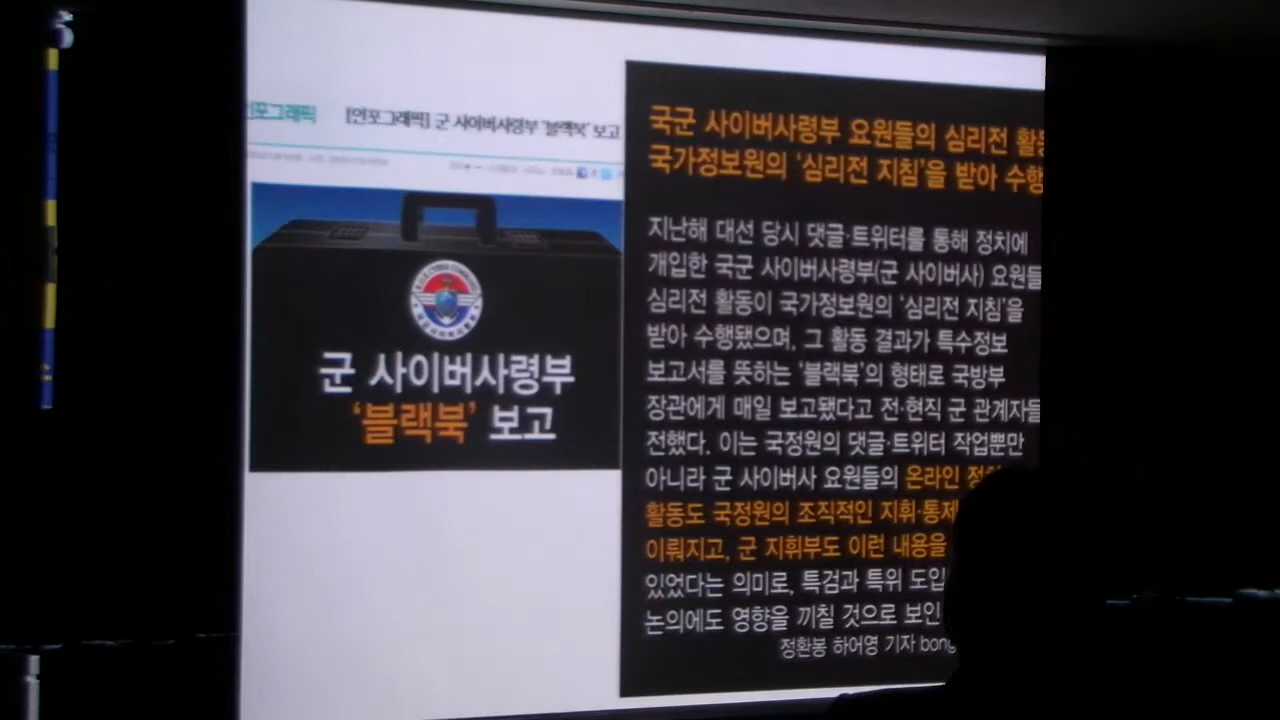 인포그래픽
[인포그래픽] 군 사이버사령부 '블랙북' 보고
군 사이버사령부
'블랙북' 보고
국군 사이버사령부 요원들의 심리전 활동
국가정보원의 '심리전 지침'을 받아 수행
지난해 대선 당시 댓글·트위터를 통해 정치에
개입한 국군 사이버사령부(군 사이버사) 요원들
심리전 활동이 국가정보원의 '심리전 지침'을
받아 수행됐으며, 그 활동 결과가 특수정보
보고서를 뜻하는 '블랙북'의 형태로 국방부
장관에게 매일 보고됐다고 전·현직 군 관계자들
전했다. 이는 국정원의 댓글·트위터 작업뿐만
아니라 군 사이버사 요원들의 온라인
활동도 국정원의 조직적인 지휘·통제
이뤄지고, 군 지휘부도 이런 내용을
있었다는 의미로, 특검과 특위 도입
논의에도 영향을 끼칠 것으로 보인
정환봉 하어영 기자 bong